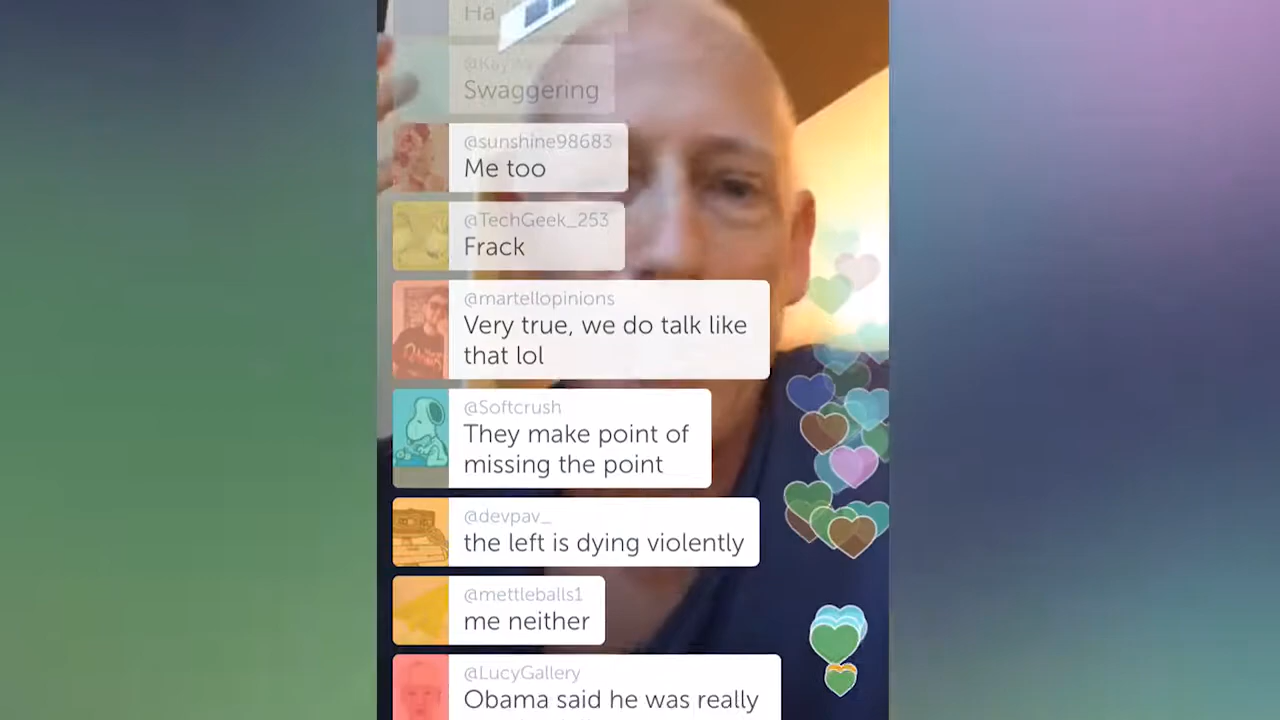 Ha
Swaggering
@sunshine98683
Me too
@TechGeek_253
Frack
@martellopinions
Very true, we do talk like
that lol
@Softcrush
They make point of
missing the point
@devpav_
the left is dying violently
@mettleballs1
me neither
@LucyGallery
Obama said he was really